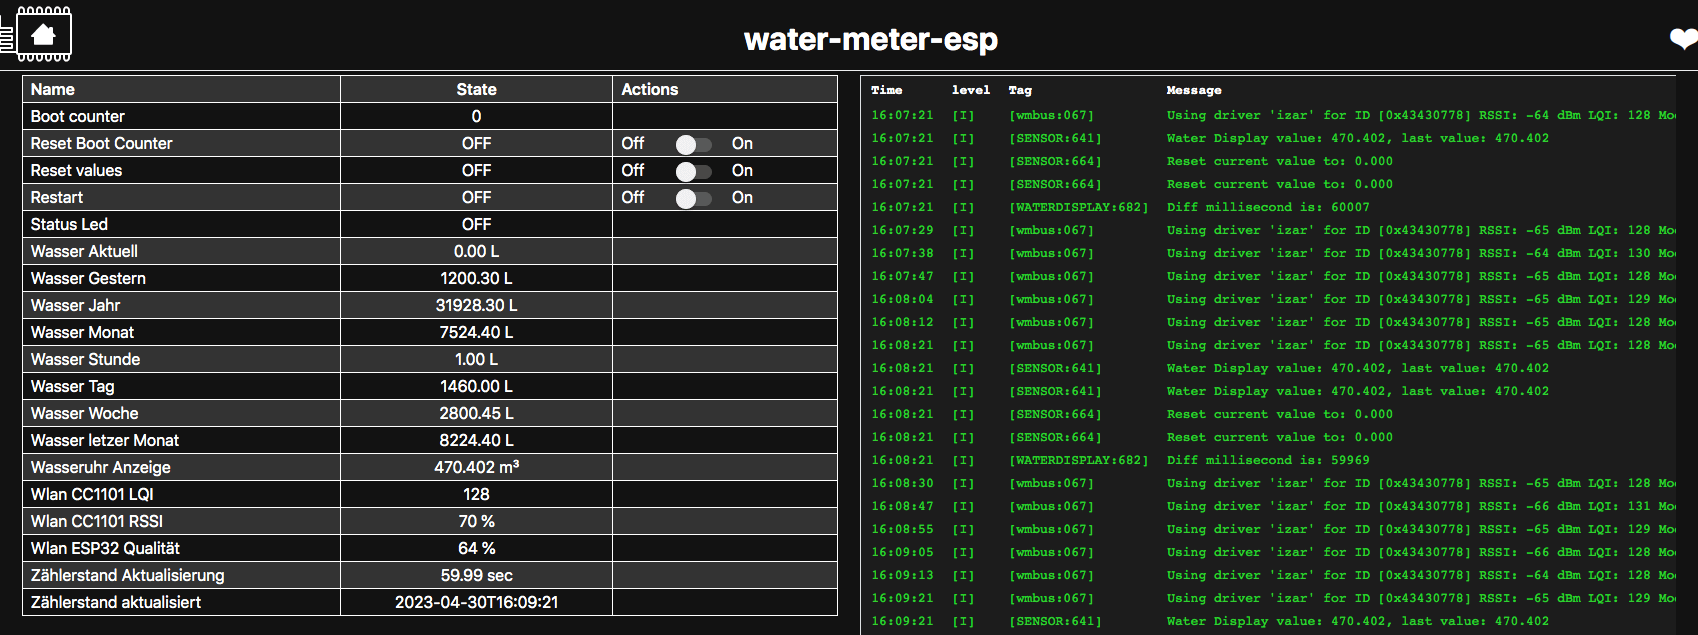 water-meter-esp
Name State Actions
Boot counter 0
Reset Boot Counter OFF Off On
Reset values OFF Off On
Restart OFF Off On
Status Led OFF
Wasser Aktuell 0.00 L
Wasser Gestern 1200.30 L
Wasser Jahr 31928.30 L
Wasser Monat 7524.40 L
Wasser Stunde 1.00 L
Wasser Tag 1460.00 L
Wasser Woche 2800.45 L
Wasser letzer Monat 8224.40 L
Wasseruhr Anzeige 470.402 m³
Wlan CC1101 LQI 128
Wlan CC1101 RSSI 70 %
Wlan ESP32 Qualität 64 %
Zählerstand Aktualisierung 59.99 sec
Zählerstand aktualisiert 2023-04-30T16:09:21
Time level Tag Message
16:07:21 [I] [wmbus:067] Using driver 'izar' for ID [0x43430778] RSSI: -64 dBm LQI: 128 Mo
16:07:21 [I] [SENSOR:641] Water Display value: 470.402, last value: 470.402
16:07:21 [I] [SENSOR:664] Reset current value to: 0.000
16:07:21 [I] [SENSOR:664] Reset current value to: 0.000
16:07:21 [I] [WATERDISPLAY:682] Diff millisecond is: 60007
16:07:29 [I] [wmbus:067] Using driver 'izar' for ID [0x43430778] RSSI: -65 dBm LQI: 128 Mo
16:07:38 [I] [wmbus:067] Using driver 'izar' for ID [0x43430778] RSSI: -64 dBm LQI: 130 Mo
16:07:47 [I] [wmbus:067] Using driver 'izar' for ID [0x43430778] RSSI: -65 dBm LQI: 128 Mo
16:08:04 [I] [wmbus:067] Using driver 'izar' for ID [0x43430778] RSSI: -65 dBm LQI: 129 Mo
16:08:12 [I] [wmbus:067] Using driver 'izar' for ID [0x43430778] RSSI: -65 dBm LQI: 128 Mo
16:08:21 [I] [wmbus:067] Using driver 'izar' for ID [0x43430778] RSSI: -65 dBm LQI: 128 Mo
16:08:21 [I] [SENSOR:641] Water Display value: 470.402, last value: 470.402
16:08:21 [I] [SENSOR:641] Water Display value: 470.402, last value: 470.402
16:08:21 [I] [SENSOR:664] Reset current value to: 0.000
16:08:21 [I] [SENSOR:664] Reset current value to: 0.000
16:08:21 [I] [WATERDISPLAY:682] Diff millisecond is: 59969
16:08:30 [I] [wmbus:067] Using driver 'izar' for ID [0x43430778] RSSI: -65 dBm LQI: 128 Mo
16:08:47 [I] [wmbus:067] Using driver 'izar' for ID [0x43430778] RSSI: -66 dBm LQI: 131 Mo
16:08:55 [I] [wmbus:067] Using driver 'izar' for ID [0x43430778] RSSI: -65 dBm LQI: 129 Mo
16:09:05 [I] [wmbus:067] Using driver 'izar' for ID [0x43430778] RSSI: -66 dBm LQI: 128 Mo
16:09:13 [I] [wmbus:067] Using driver 'izar' for ID [0x43430778] RSSI: -64 dBm LQI: 128 Mo
16:09:21 [I] [wmbus:067] Using driver 'izar' for ID [0x43430778] RSSI: -65 dBm LQI: 129 Mo
16:09:21 [I] [SENSOR:641] Water Display value: 470.402, last value: 470.402